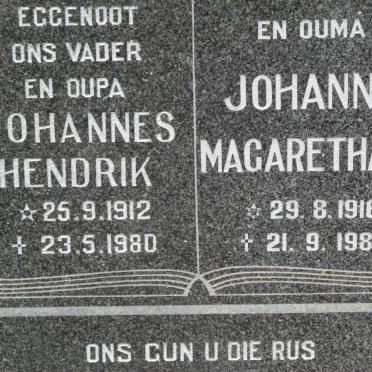 EGGENOOT
ONS VADER
EN OUPA
JOHANNES
HENDRIK
☆ 25.9.1912
✝ 23.5.1980
EN OUMA
JOHANN
MAGARETHA
☆ 29.8.191
✝ 21.9.198
ONS GUN U DIE RUS